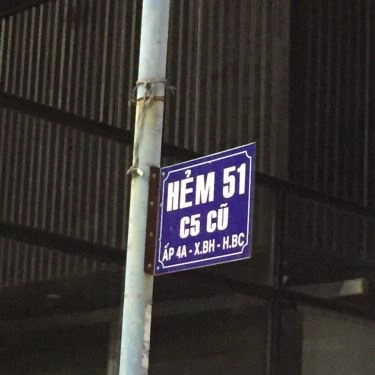 HẺM 51
C5 CŨ
ẤP 4A - X.BH - H.BC